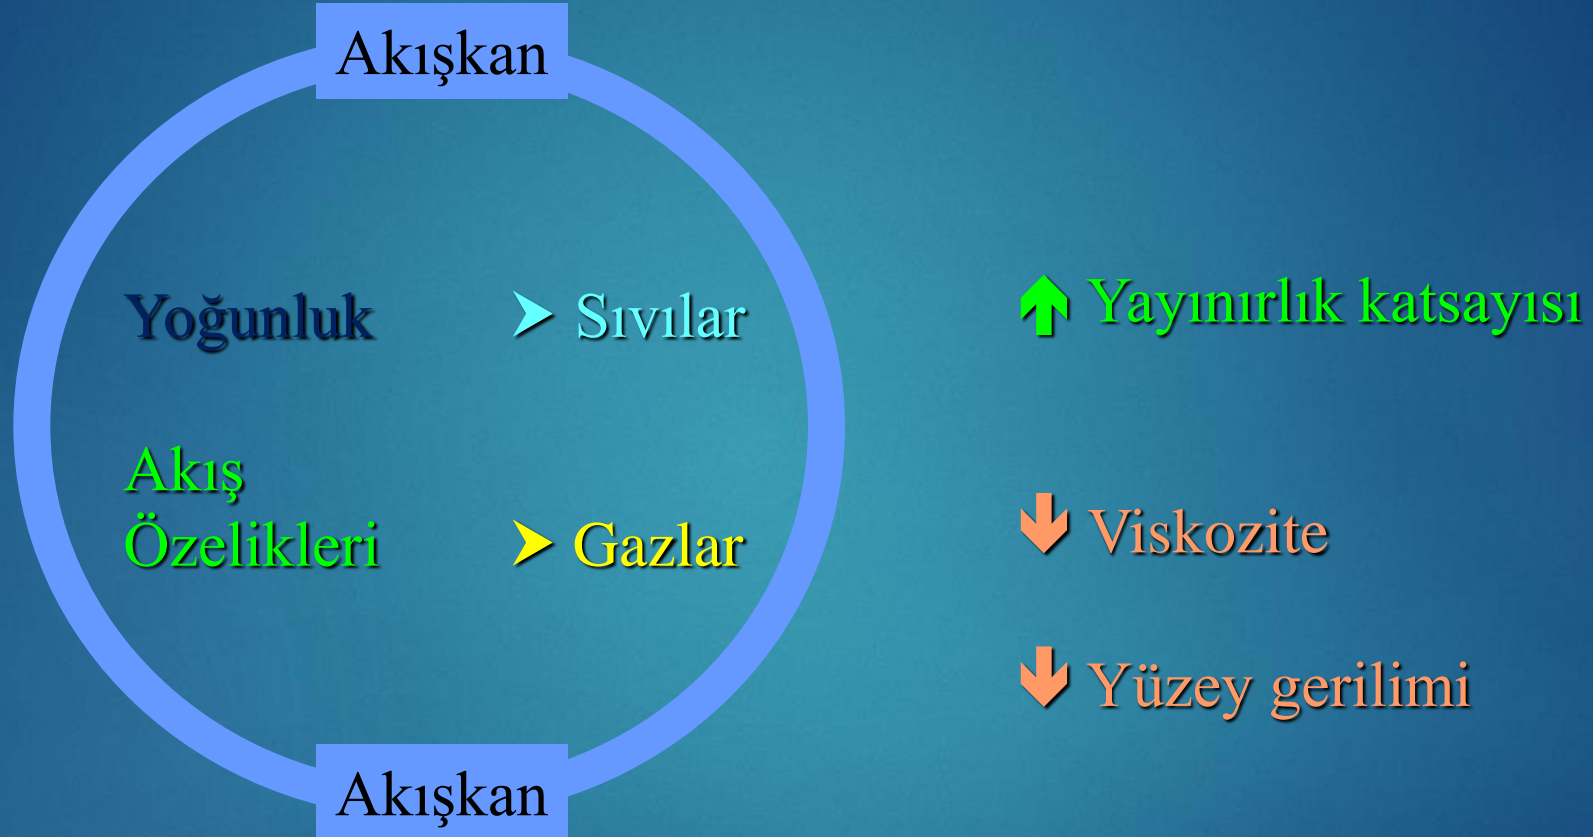 Akışkan
Yoğunluk
➤ Sıvılar
Akış
Özelikleri
➤ Gazlar
Akışkan
🡹 Yayınırlık katsayısı
🡻 Viskozite
🡻 Yüzey gerilimi